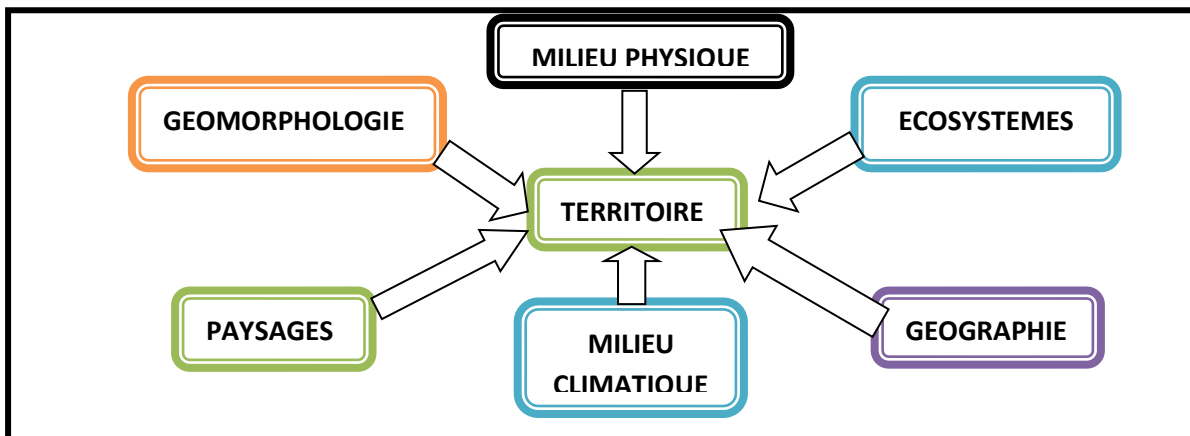 MILIEU PHYSIQUE
GEOMORPHOLOGIE
ECOSYSTEMES
TERRITOIRE
PAYSAGES
MILIEU
CLIMATIQUE
GEOGRAPHIE